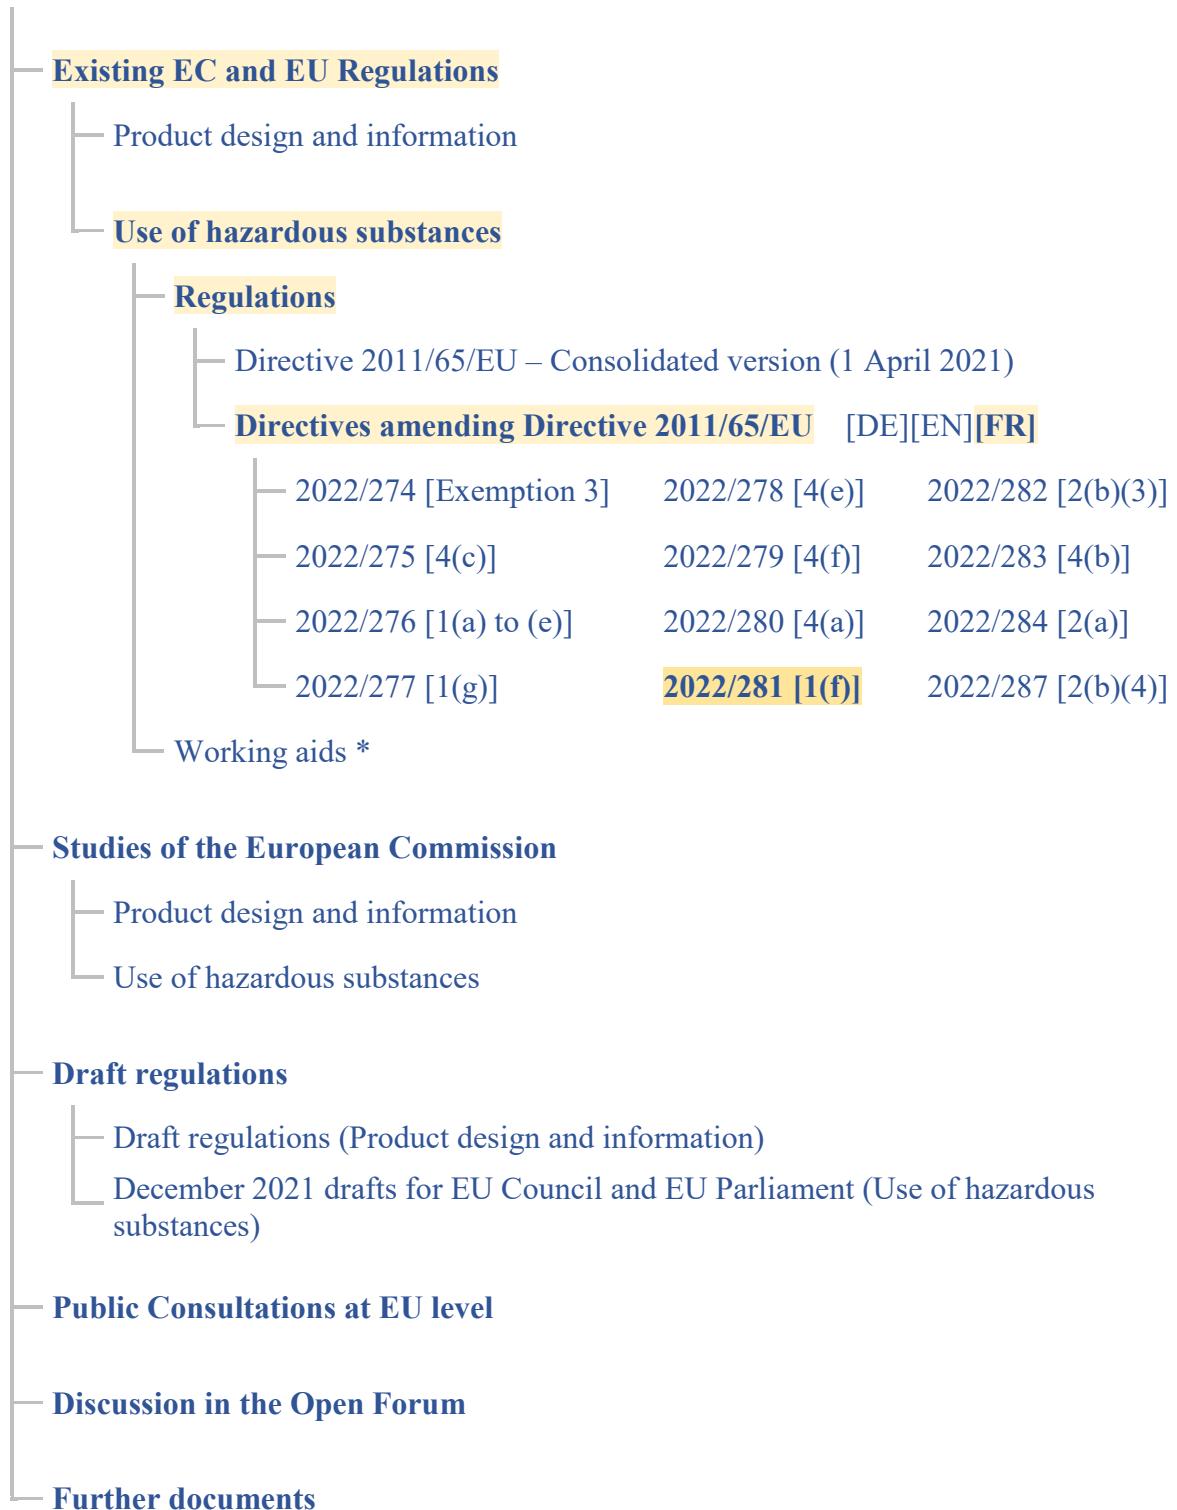 Existing EC and EU Regulations
Product design and information
Use of hazardous substances
Regulations
Directive 2011/65/EU – Consolidated version (1 April 2021)
Directives amending Directive 2011/65/EU [DE][EN][FR]
2022/274 [Exemption 3] 2022/278 [4(e)] 2022/282 [2(b)(3)]
2022/275 [4(c)] 2022/279 [4(f)] 2022/283 [4(b)]
2022/276 [1(a) to (e)] 2022/280 [4(a)] 2022/284 [2(a)]
2022/277 [1(g)] 2022/281 [1(f)] 2022/287 [2(b)(4)]
Working aids *
Studies of the European Commission
Product design and information
Use of hazardous substances
Draft regulations
Draft regulations (Product design and information)
December 2021 drafts for EU Council and EU Parliament (Use of hazardous
substances)
Public Consultations at EU level
Discussion in the Open Forum
Further documents